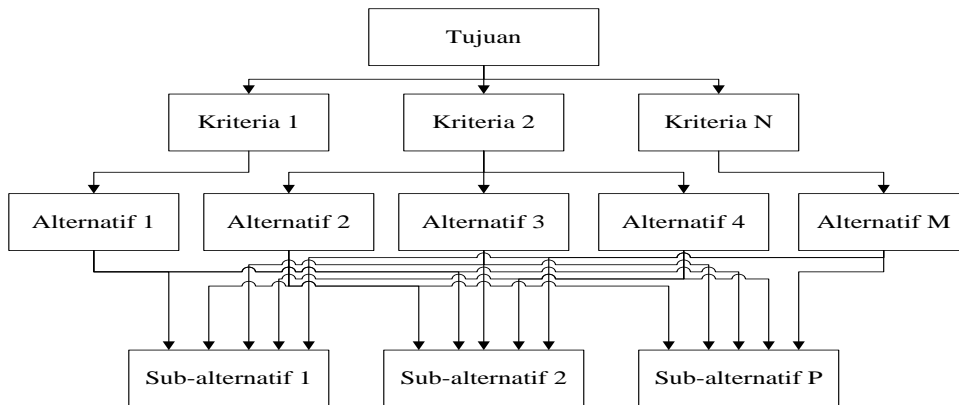 Tujuan
Kriteria 1
Kriteria 2
Kriteria N
Alternatif 1
Alternatif 2
Alternatif 3
Alternatif 4
Alternatif M
Sub-alternatif 1
Sub-alternatif 2
Sub-alternatif P